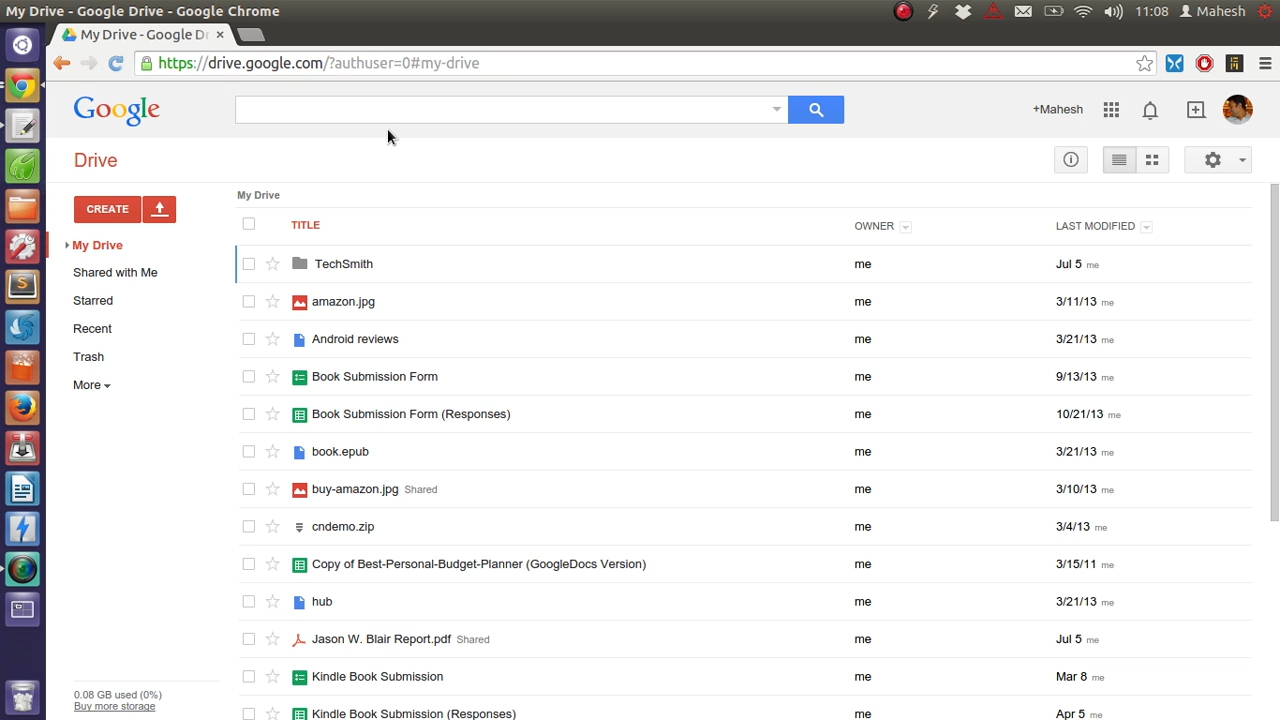 My Drive - Google Drive - Google Chrome 11:08 Mahesh
My Drive - Google Dr
https://drive.google.com/?authuser=0#my-drive
Google +Mahesh
Drive
CREATE
My Drive
Shared with Me
Starred
Recent
Trash
More
0.08 GB used (0%)
Buy more storage
My Drive
TITLE OWNER LAST MODIFIED
TechSmith me Jul 5 me
amazon.jpg me 3/11/13 me
Android reviews me 3/21/13 me
Book Submission Form me 9/13/13 me
Book Submission Form (Responses) me 10/21/13 me
book.epub me 3/21/13 me
buy-amazon.jpg Shared me 3/10/13 me
cndemo.zip me 3/4/13 me
Copy of Best-Personal-Budget-Planner (GoogleDocs Version) me 3/15/11 me
hub me 3/21/13 me
Jason W. Blair Report.pdf Shared me Jul 5 me
Kindle Book Submission me Mar 8 me
Kindle Book Submission (Responses) me Apr 5 me